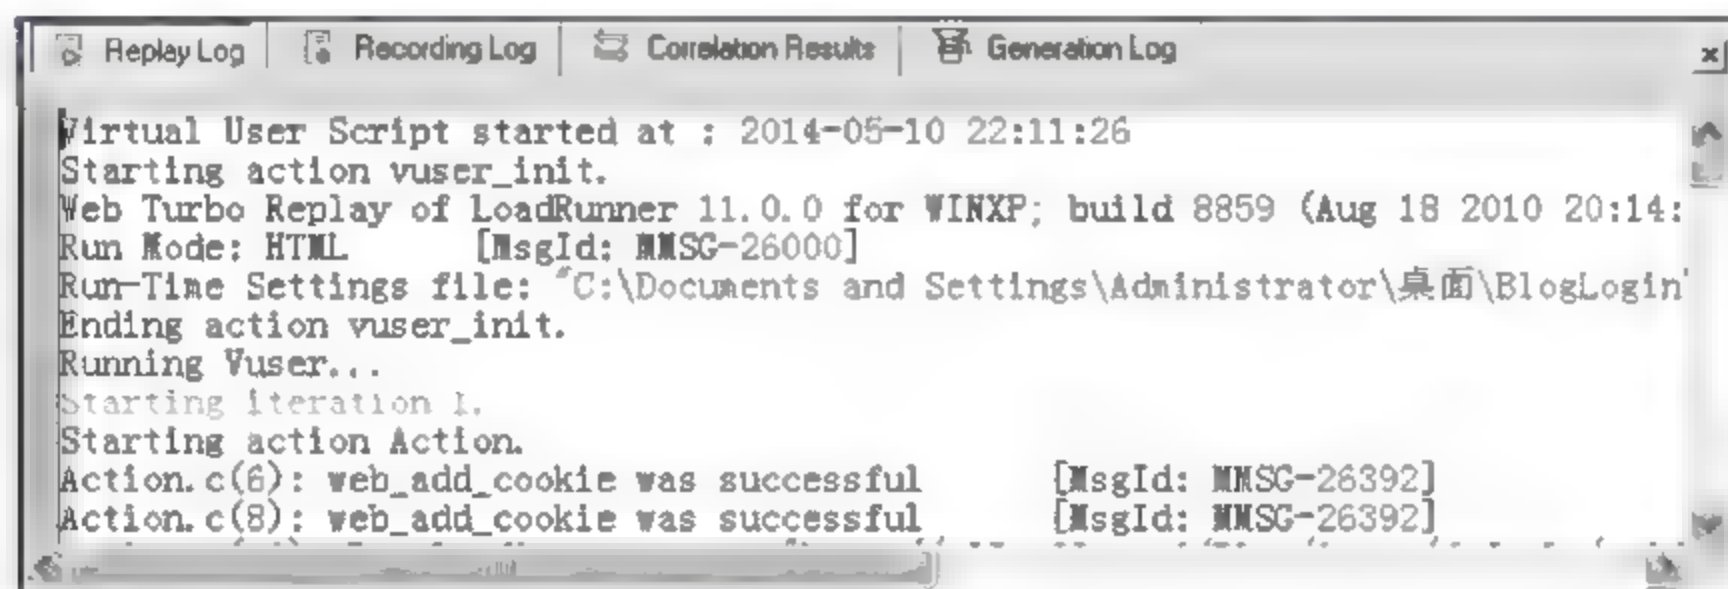 Replay Log Recording Log Correlation Results Generation Log
Virtual User Script started at : 2014-05-10 22:11:26
Starting action vuser_init.
Web Turbo Replay of LoadRunner 11.0.0 for WINXP; build 8859 (Aug 18 2010 20:14:
Run Mode: HTML [MsgId: MMSG-26000]
Run-Time Settings file: "C:\Documents and Settings\Administrator\桌面\BlogLogin\
Ending action vuser_init.
Running Vuser...
Starting iteration 1.
Starting action Action.
Action.c(6): web_add_cookie was successful [MsgId: MMSG-26392]
Action.c(8): web_add_cookie was successful [MsgId: MMSG-26392]